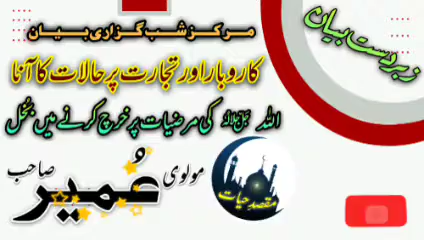 زبردست بیان
مرکز شب گزاری بیان
کاروبار اور تجارت پر حالات کا آنا
اللہ جل جلالہ کی مرضیات پر خرچ کرنے میں بخل
مولوی عُمیر صاحب
مقصدِ حیات